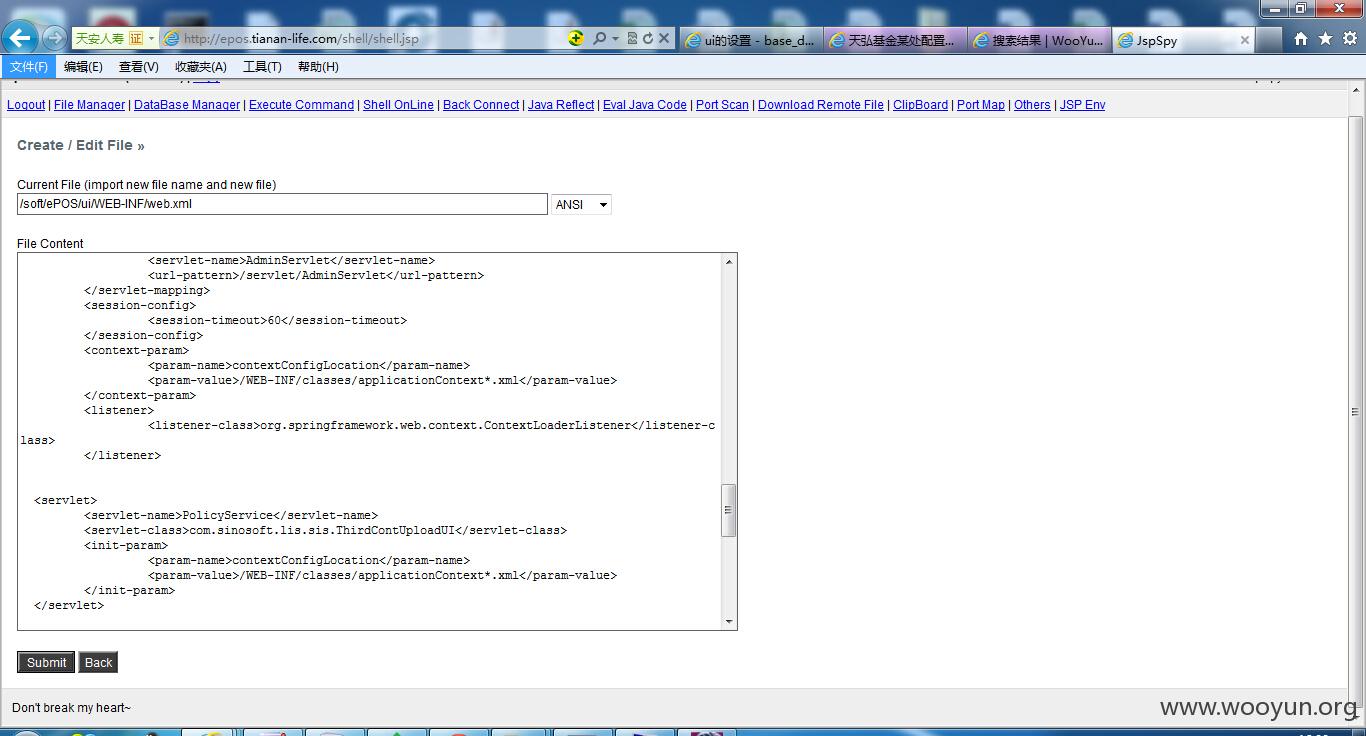 天安人寿 证 http://epos.tianan-life.com/shell/shell.jsp ui的设置 - base_d... 天弘基金某处配置... 搜索结果 | WooYu... JspSpy
文件(F) 编辑(E) 查看(V) 收藏夹(A) 工具(T) 帮助(H)
Logout | File Manager | DataBase Manager | Execute Command | Shell OnLine | Back Connect | Java Reflect | Eval Java Code | Port Scan | Download Remote File | ClipBoard | Port Map | Others | JSP Env
Create / Edit File »
Current File (import new file name and new file)
/soft/ePOS/ui/WEB-INF/web.xml ANSI
File Content
<servlet-name>AdminServlet</servlet-name>
<url-pattern>/servlet/AdminServlet</url-pattern>
</servlet-mapping>
<session-config>
<session-timeout>60</session-timeout>
</session-config>
<context-param>
<param-name>contextConfigLocation</param-name>
<param-value>/WEB-INF/classes/applicationContext*.xml</param-value>
</context-param>
<listener>
<listener-class>org.springframework.web.context.ContextLoaderListener</listener-c
lass>
</listener>
<servlet>
<servlet-name>PolicyService</servlet-name>
<servlet-class>com.sinosoft.lis.sis.ThirdContUploadUI</servlet-class>
<init-param>
<param-name>contextConfigLocation</param-name>
<param-value>/WEB-INF/classes/applicationContext*.xml</param-value>
</init-param>
</servlet>
Submit Back
Don't break my heart~
www.wooyun.org